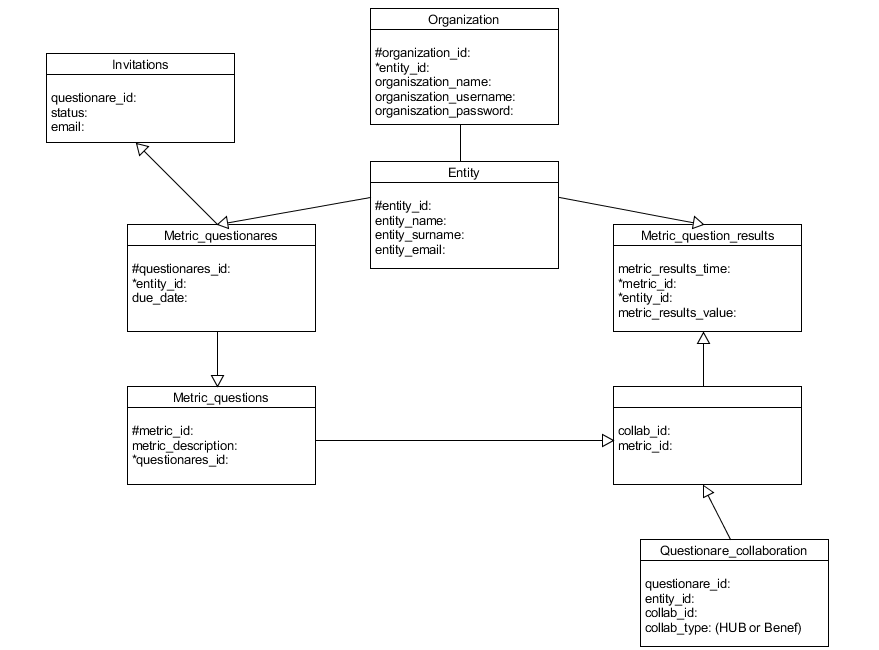 Organization
#organization_id:
*entity_id:
organiszation_name:
organiszation_username:
organiszation_password:
Invitations
questionare_id:
status:
email:
Entity
#entity_id:
entity_name:
entity_surname:
entity_email:
Metric_questionares
#questionares_id:
*entity_id:
due_date:
Metric_question_results
metric_results_time:
*metric_id:
*entity_id:
metric_results_value:
Metric_questions
#metric_id:
metric_description:
*questionares_id:
collab_id:
metric_id:
Questionare_collaboration
questionare_id:
entity_id:
collab_id:
collab_type: (HUB or Benef)